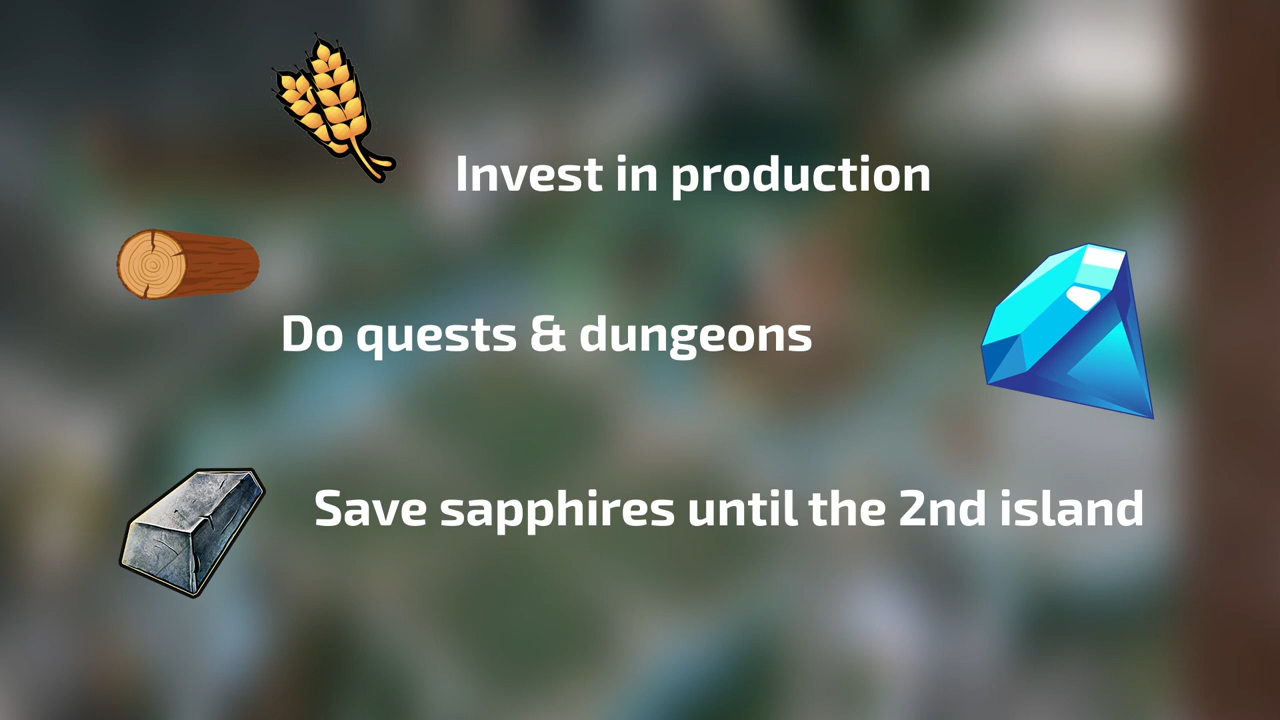 Invest in production
Do quests & dungeons
Save sapphires until the 2nd island